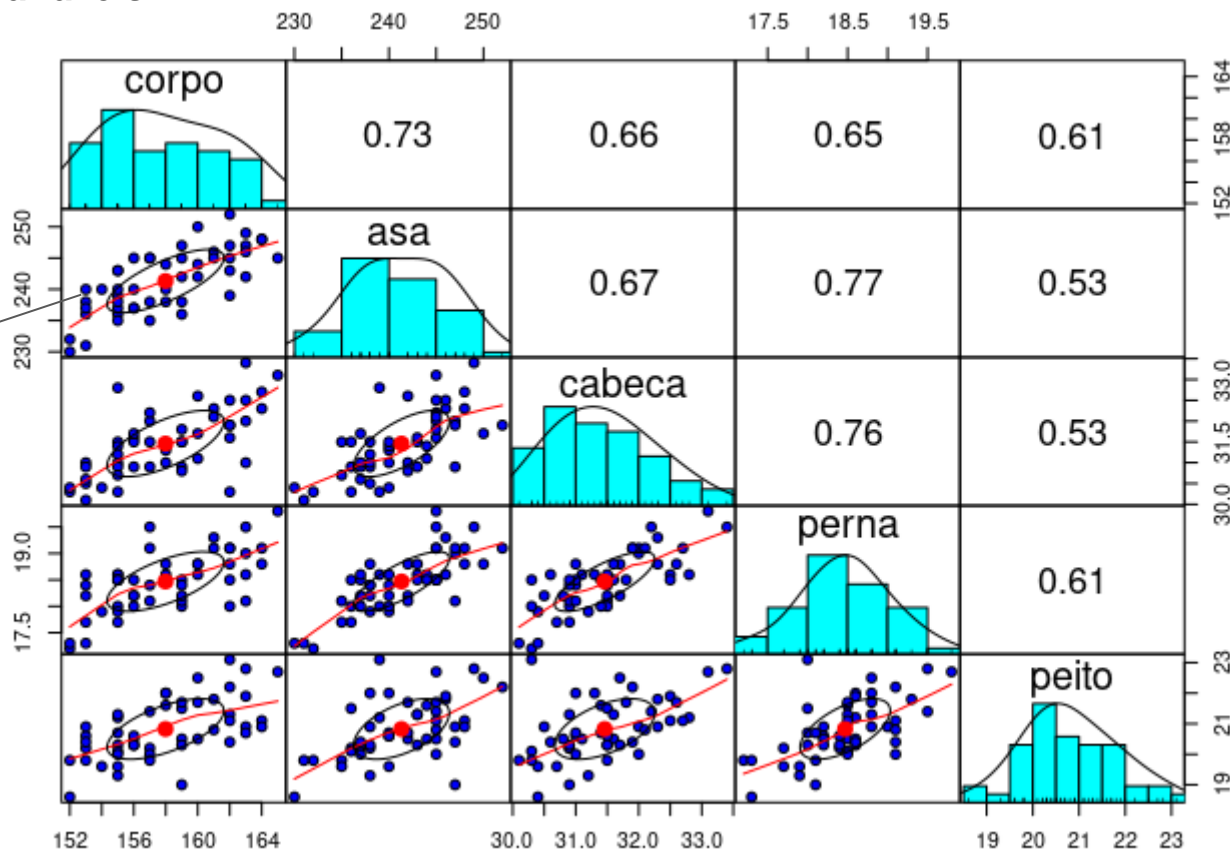 230 240 250 17.5 18.5 19.5
corpo 0.73 0.66 0.65 0.61
152 158 164
230 240 250
asa 0.67 0.77 0.53
cabeca 0.76 0.53
30.0 31.5 33.0
17.5 19.0
perna 0.61
peito
19 21 23
152 156 160 164 30.0 31.0 32.0 33.0 19 20 21 22 23